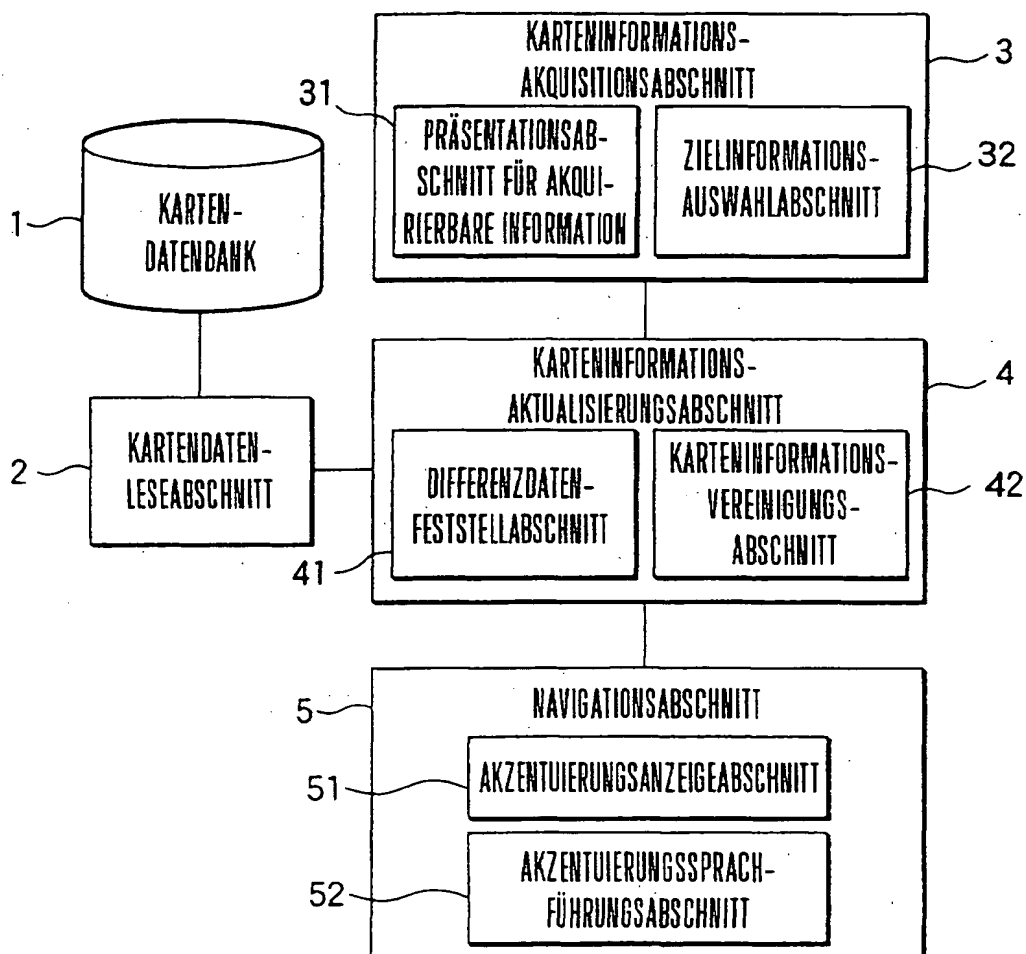 KARTENINFORMATIONS-
AKQUISITIONSABSCHNITT
3
31
PRÄSENTATIONSAB-
SCHNITT FÜR AKQUI-
RIERBARE INFORMATION
ZIELINFORMATIONS-
AUSWAHLABSCHNITT
32
1
KARTEN-
DATENBANK
KARTENINFORMATIONS-
AKTUALISIERUNGSABSCHNITT
4
2
KARTENDATEN-
LESEABSCHNITT
DIFFERENZDATEN-
FESTSTELLABSCHNITT
41
KARTENINFORMATIONS-
VEREINIGUNGS-
ABSCHNITT
42
5
NAVIGATIONSABSCHNITT
51
AKZENTUIERUNGSANZEIGEABSCHNITT
52
AKZENTUIERUNGSSPRACH-
FÜHRUNGSABSCHNITT